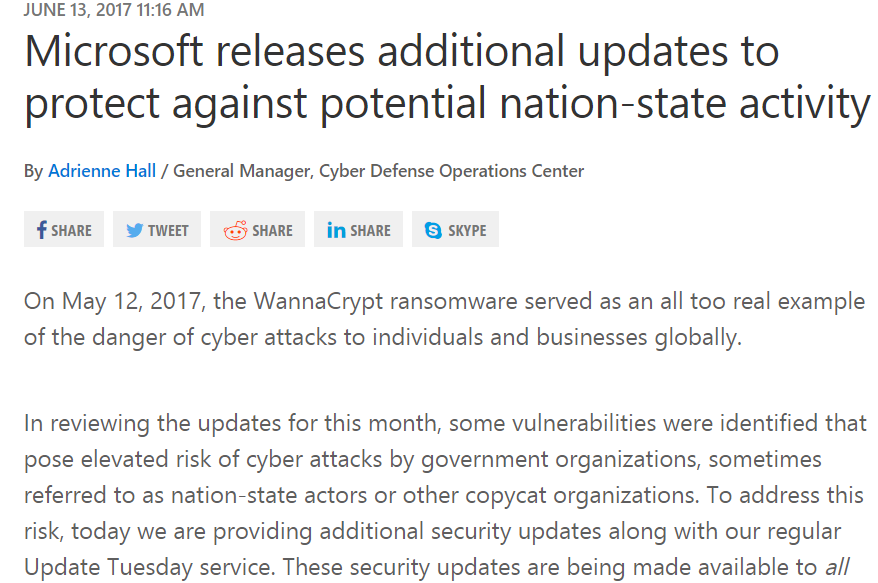 JUNE 13, 2017 11:16 AM
Microsoft releases additional updates to
protect against potential nation-state activity
By Adrienne Hall / General Manager, Cyber Defense Operations Center
SHARE TWEET SHARE SHARE SKYPE
On May 12, 2017, the WannaCrypt ransomware served as an all too real example
of the danger of cyber attacks to individuals and businesses globally.
In reviewing the updates for this month, some vulnerabilities were identified that
pose elevated risk of cyber attacks by government organizations, sometimes
referred to as nation-state actors or other copycat organizations. To address this
risk, today we are providing additional security updates along with our regular
Update Tuesday service. These security updates are being made available to all